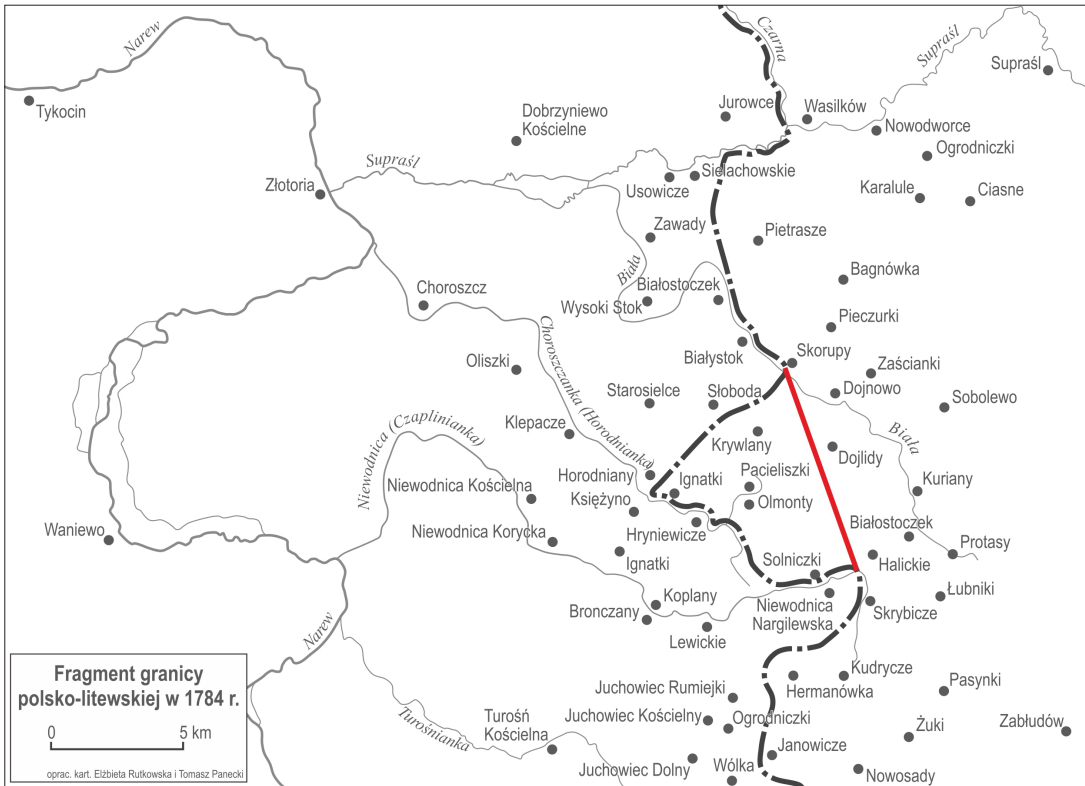 Narew
Czarna
Supraśl
Supraśl
Tykocin
Dobrzyniewo
Kościelne
Jurowce
Wasilków
Nowodworce
Ogrodniczki
Supraśl
Złotoria
Usowicze
Sielachowskie
Karalule
Ciasne
Zawady
Pietrasze
Biała
Bagnówka
Choroszcz
Białostoczek
Wysoki Stok
Pieczurki
Choroszczanka (Horodnianka)
Białystok
Skorupy
Oliszki
Zaścianki
Starosielce
Słoboda
Dojnowo
Sobolewo
Niewodnica (Czaplinianka)
Klepacze
Krywlany
Biała
Dojlidy
Horodniany
Ignatki
Pacieliszki
Niewodnica Kościelna
Księżyno
Olmonty
Kuriany
Waniewo
Niewodnica Korycka
Hryniewicze
Białostoczek
Ignatki
Solniczki
Halickie
Protasy
Koplany
Niewodnica
Nargilewska
Skrybicze
Łubniki
Bronczany
Lewickie
Narew
Kudrycze
Hermanówka
Pasynki
Juchowiec Rumiejki
Turośnianka
Turośń
Kościelna
Juchowiec Kościelny
Ogrodniczki
Żuki
Zabłudów
Janowicze
Juchowiec Dolny
Wólka
Nowosady
Fragment granicy
polsko-litewskiej w 1784 r.
0 5 km
oprac. kart. Elżbieta Rutkowska i Tomasz Panecki